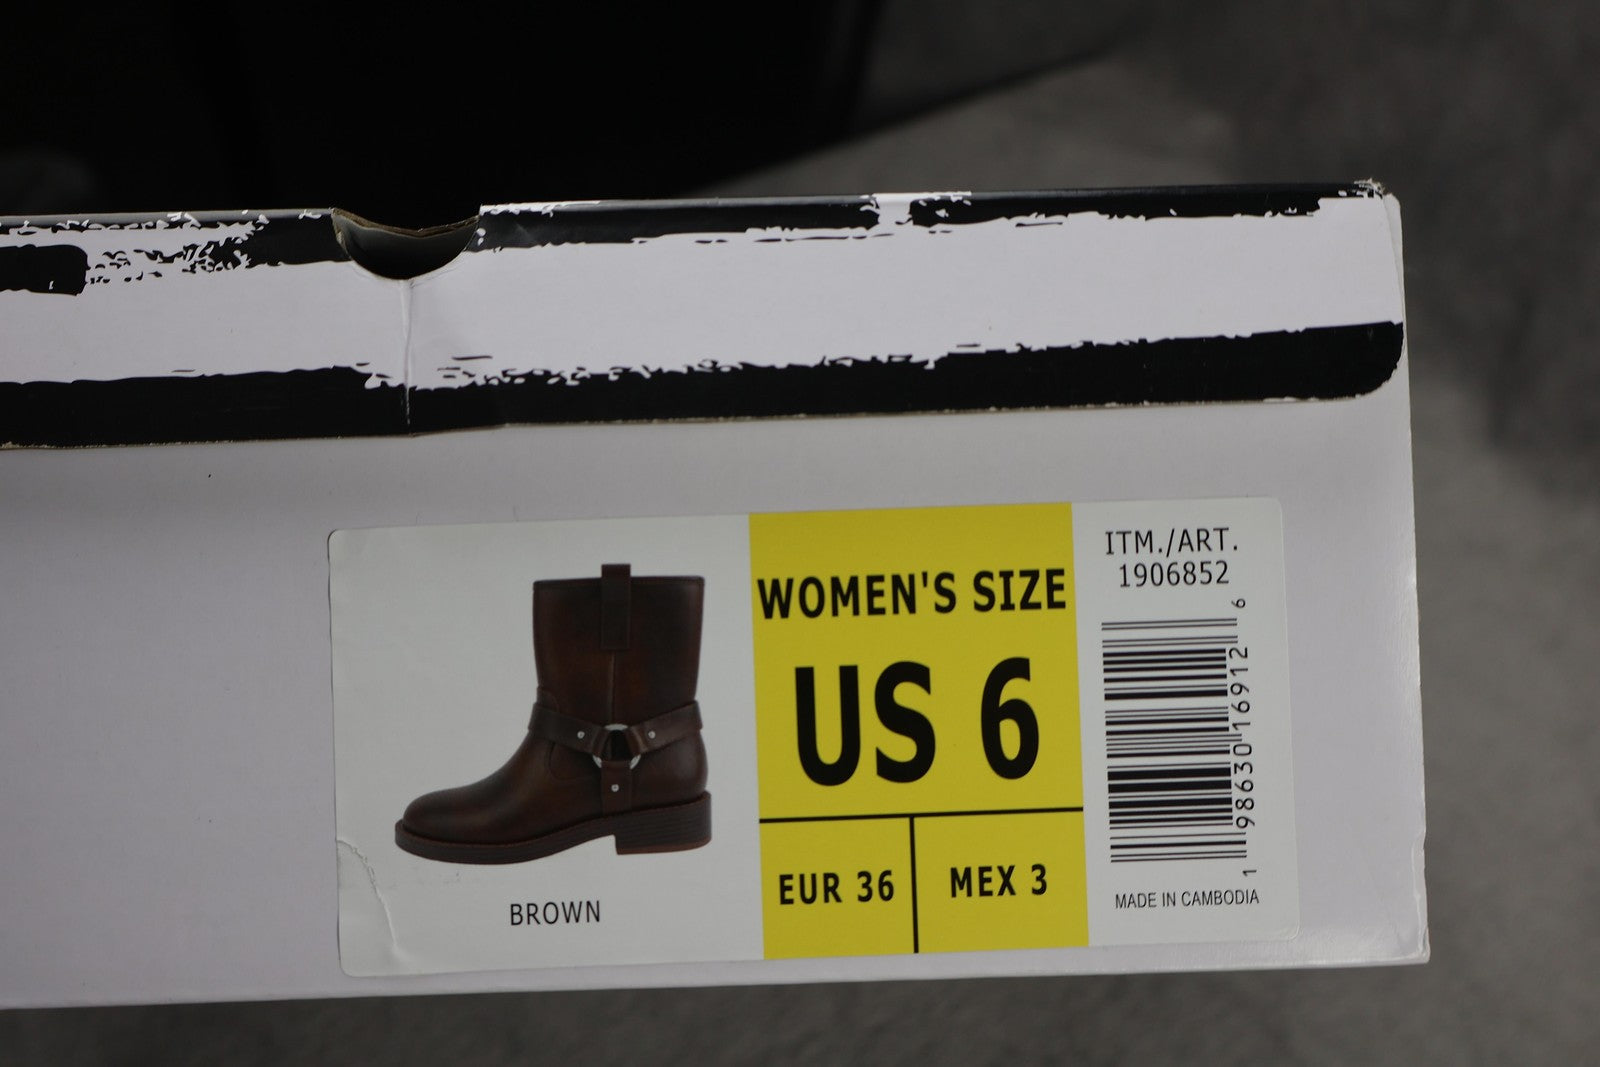 BROWN
WOMEN'S SIZE
US 6
EUR 36
MEX 3
ITM./ART.
1906852
1 98630 16912 6
MADE IN CAMBODIA